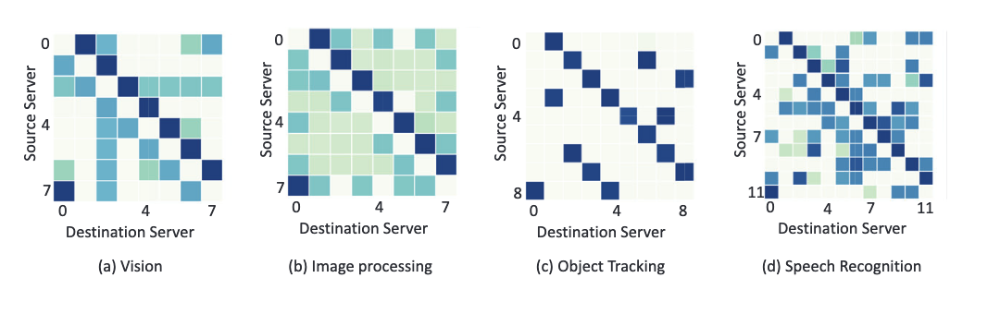 Source Server
0
4
7
0 4 7
Destination Server
(a) Vision
Source Server
0
4
7
0 4 7
Destination Server
(b) Image processing
Source Server
0
4
8
0 4 8
Destination Server
(c) Object Tracking
Source Server
0
4
7
11
0 4 7 11
Destination Server
(d) Speech Recognition